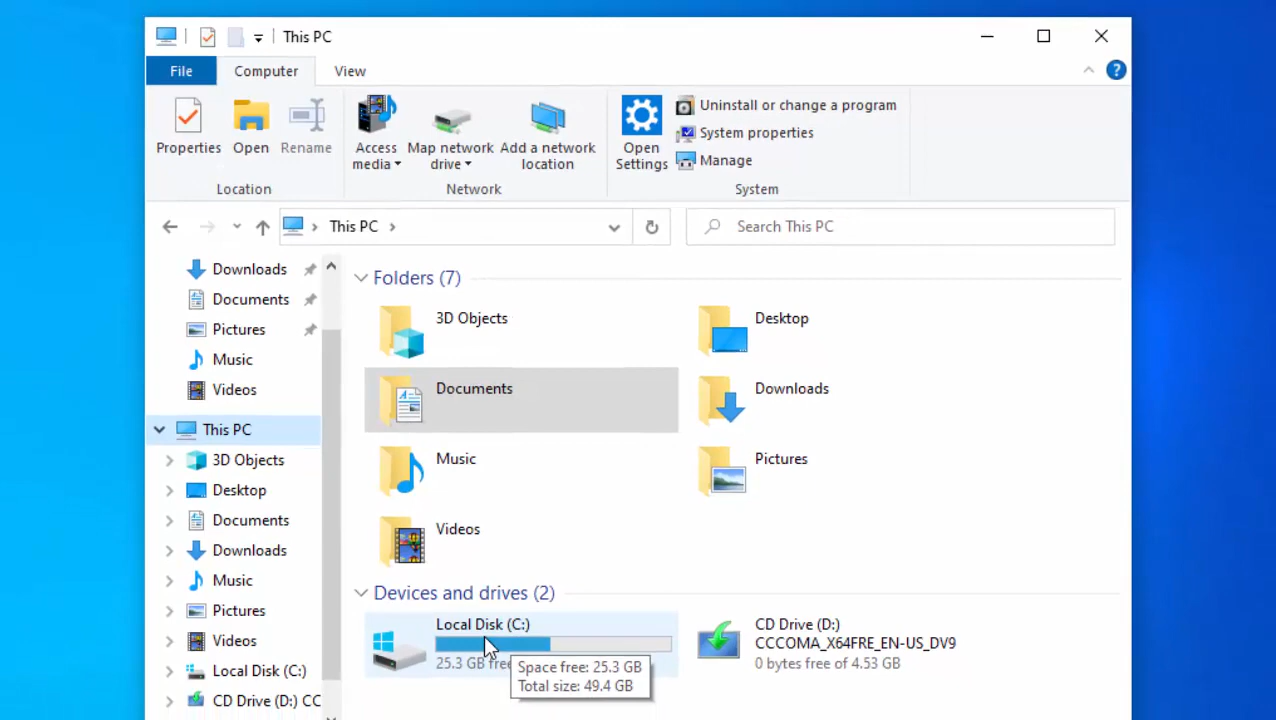 This PC
File
Computer
View
Properties
Open
Rename
Access
media
Map network
drive
Add a network
location
Open
Settings
Uninstall or change a program
System properties
Manage
Location
Network
System
This PC
Search This PC
Downloads
Documents
Pictures
Music
Videos
This PC
3D Objects
Desktop
Documents
Downloads
Music
Pictures
Videos
Local Disk (C:)
CD Drive (D:) CC
Folders (7)
3D Objects
Desktop
Documents
Downloads
Music
Pictures
Videos
Devices and drives (2)
Local Disk (C:)
25.3 GB free
Space free: 25.3 GB
Total size: 49.4 GB
CD Drive (D:)
CCCOMA_X64FRE_EN-US_DV9
0 bytes free of 4.53 GB